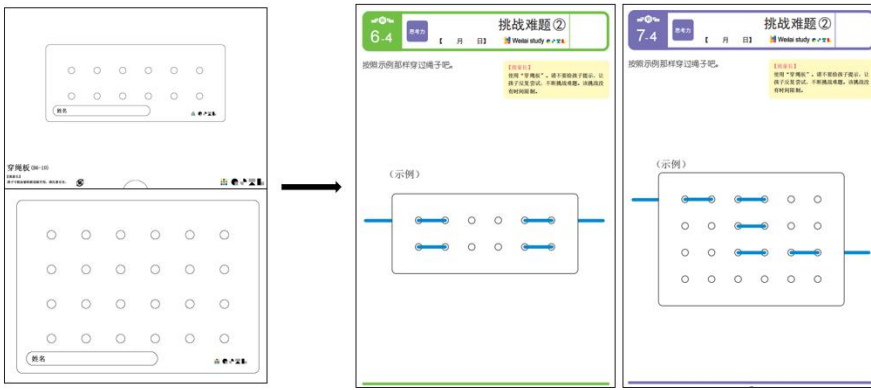 姓名
穿绳板(B6-10)
姓名
6-4
思考力
【 月 日】
挑战难题②
Weilai study
按照示例那样穿过绳子吧。
【致家长】
使用“穿绳板”。请不要给孩子提示，让
孩子反复尝试，不断挑战难题。该挑战没
有时间限制。
（示例）
7-4
思考力
【 月 日】
挑战难题②
Weilai study
按照示例那样穿过绳子吧。
【致家长】
使用“穿绳板”。请不要给孩子提示，让
孩子反复尝试，不断挑战难题。该挑战没
有时间限制。
（示例）